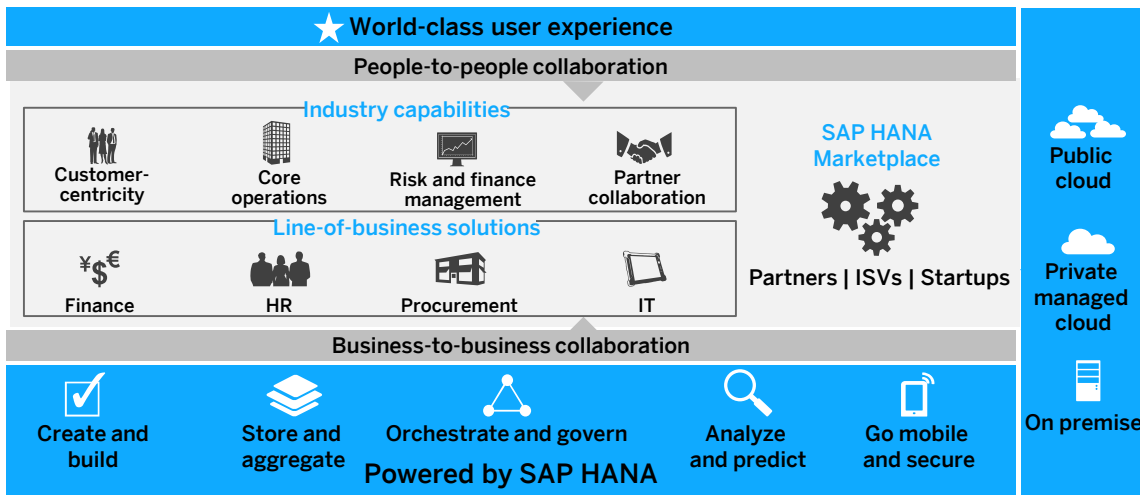 World-class user experience
People-to-people collaboration
Industry capabilities
Customer-
centricity
Core
operations
Risk and finance
management
Partner
collaboration
Line-of-business solutions
¥$€
Finance
HR
Procurement
IT
SAP HANA
Marketplace
Partners | ISVs | Startups
Business-to-business collaboration
Create and
build
Store and
aggregate
Orchestrate and govern
Analyze
and predict
Go mobile
and secure
Powered by SAP HANA
Public
cloud
Private
managed
cloud
On premise